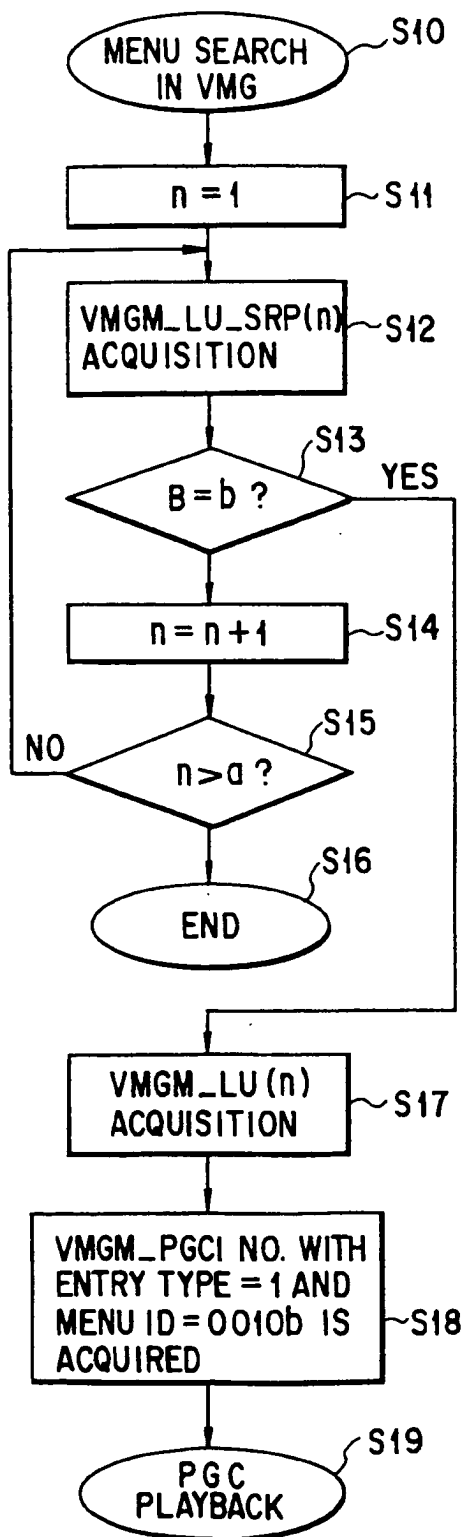 MENU SEARCH
IN VMG
S10
n = 1
S11
VMGM_LU_SRP(n)
ACQUISITION
S12
S13
B = b ?
YES
n = n + 1
S14
S15
NO
n > a ?
S16
END
VMGM_LU (n)
ACQUISITION
S17
VMGM_PGCI NO. WITH
ENTRY TYPE = 1 AND
MENU ID = 0010b IS
ACQUIRED
S18
S19
PGC
PLAYBACK